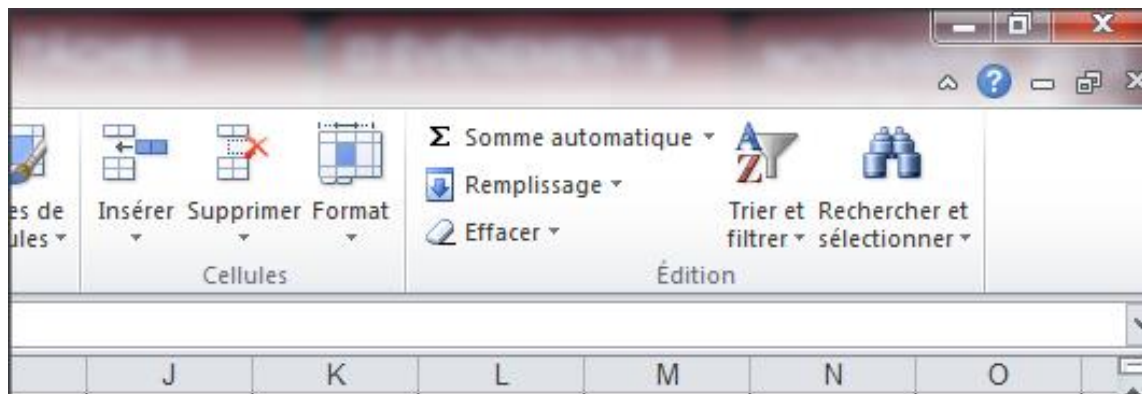 Σ Somme automatique
Remplissage
Effacer
es de
ules
Insérer
Supprimer
Format
Trier et
filtrer
Rechercher et
sélectionner
Cellules
Édition
J K L M N O